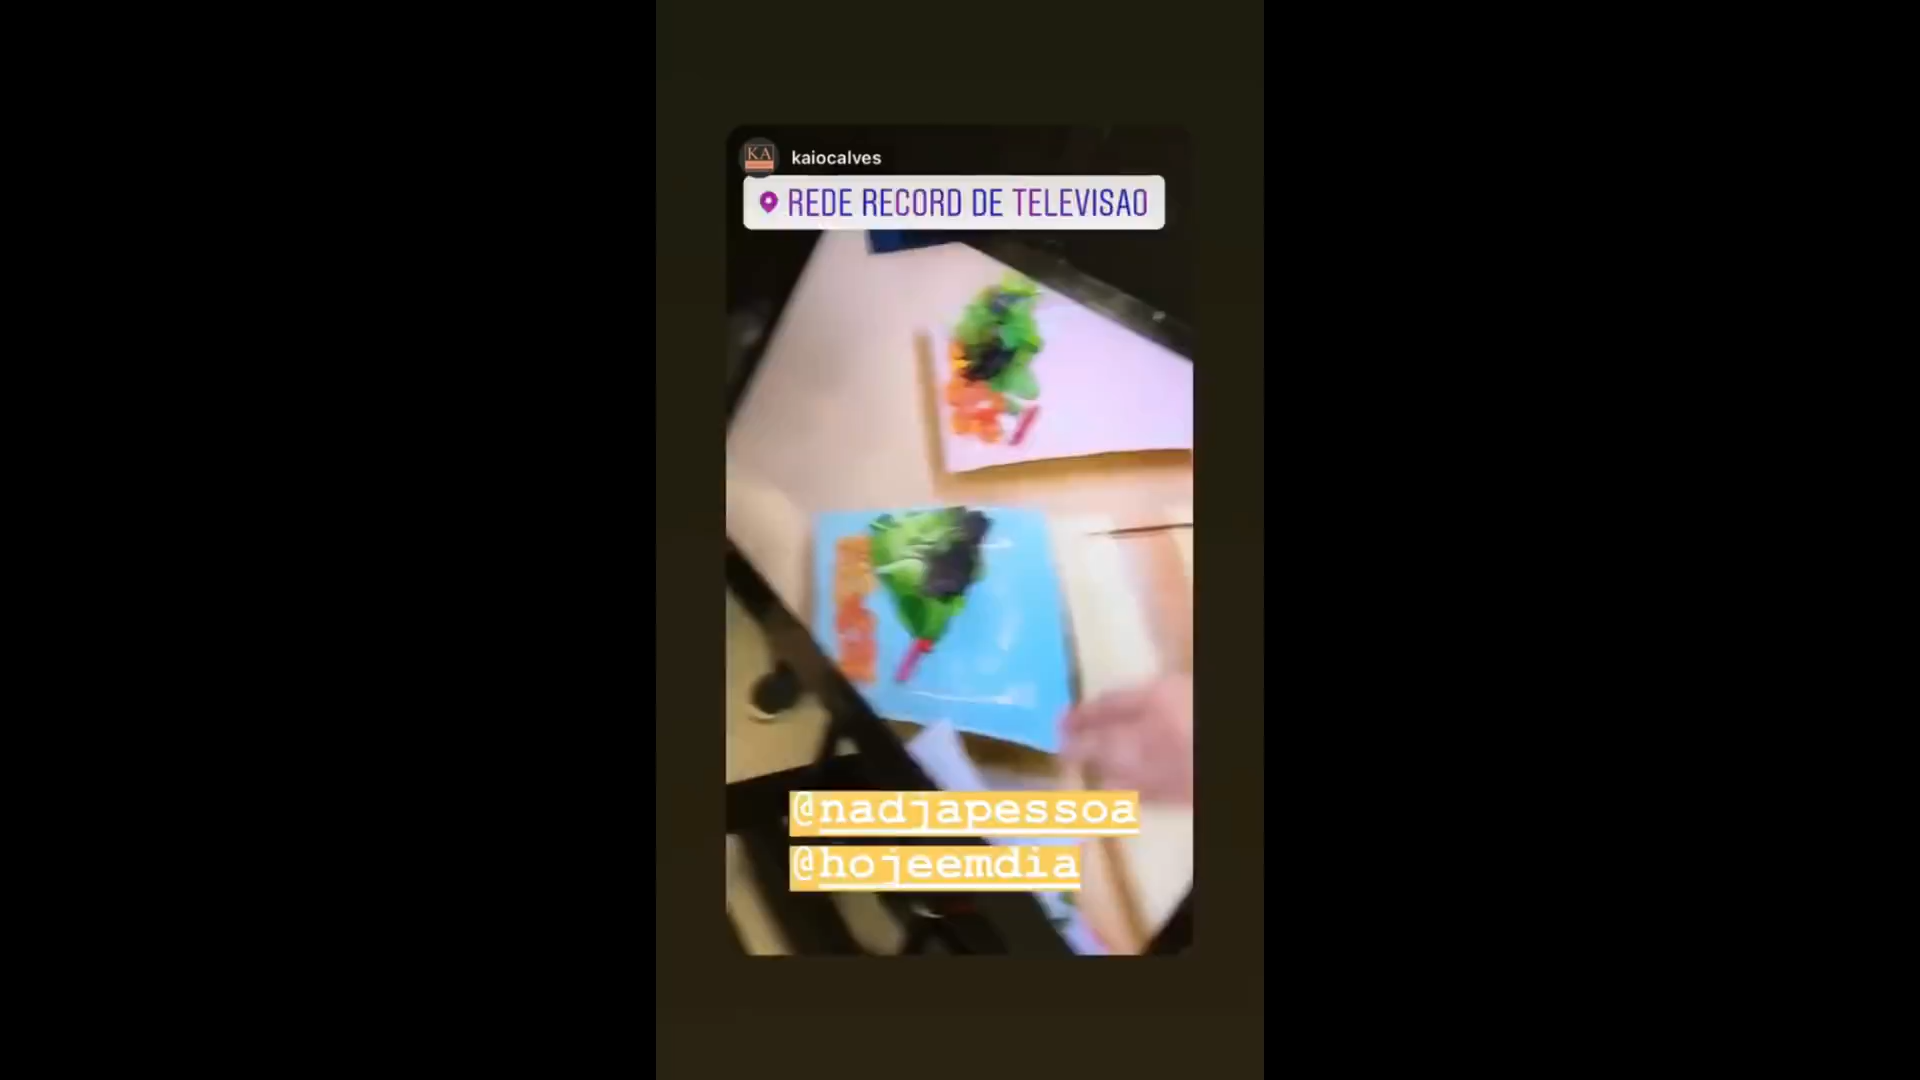 KA
kaiocalves
REDE RECORD DE TELEVISAO
@nadjapessoa
@hojeemdia